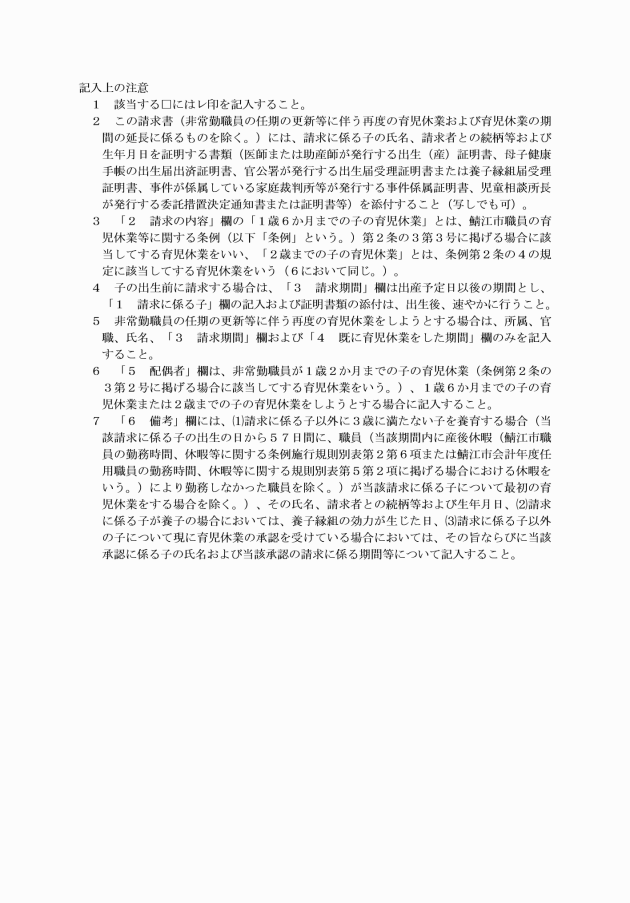 記入上の注意
１　該当する□にはレ印を記入すること。
２　この請求書（非常勤職員の任期の更新等に伴う再度の育児休業および育児休業の期
間の延長に係るものを除く。）には、請求に係る子の氏名、請求者との続柄等および
生年月日を証明する書類（医師または助産師が発行する出生（産）証明書、母子健康
手帳の出生届出済証明書、官公署が発行する出生届受理証明書または養子縁組届受理
証明書、事件が係属している家庭裁判所等が発行する事件係属証明書、児童相談所長
が発行する委託措置決定通知書または証明書等）を添付すること（写しでも可）。
３　「２　請求の内容」欄の「１歳６か月までの子の育児休業」とは、鯖江市職員の育
児休業等に関する条例（以下「条例」という。）第２条の３第３号に掲げる場合に該
当してする育児休業をいい、「２歳までの子の育児休業」とは、条例第２条の４の規
定に該当してする育児休業をいう（６において同じ。）。
４　子の出生前に請求する場合は、「３　請求期間」欄は出産予定日以後の期間とし、
「１　請求に係る子」欄の記入および証明書類の添付は、出生後、速やかに行うこと。
５　非常勤職員の任期の更新等に伴う再度の育児休業をしようとする場合は、所属、官
職、氏名、「３　請求期間」欄および「４　既に育児休業をした期間」欄のみを記入
すること。
６　「５　配偶者」欄は、非常勤職員が１歳２か月までの子の育児休業（条例第２条の
３第２号に掲げる場合に該当してする育児休業をいう。）、１歳６か月までの子の育
児休業または２歳までの子の育児休業をしようとする場合に記入すること。
７　「６　備考」欄には、⑴請求に係る子以外に３歳に満たない子を養育する場合（当
該請求に係る子の出生の日から５７日間に、職員（当該期間内に産後休暇（鯖江市職
員の勤務時間、休暇等に関する条例施行規則別表第２第６項または鯖江市会計年度任
用職員の勤務時間、休暇等に関する規則別表第５第２項に掲げる場合における休暇を
いう。）により勤務しなかった職員を除く。）が当該請求に係る子について最初の育
児休業をする場合を除く。）、その氏名、請求者との続柄等および生年月日、⑵請求
に係る子が養子の場合においては、養子縁組の効力が生じた日、⑶請求に係る子以外
の子について現に育児休業の承認を受けている場合においては、その旨ならびに当該
承認に係る子の氏名および当該承認の請求に係る期間等について記入すること。